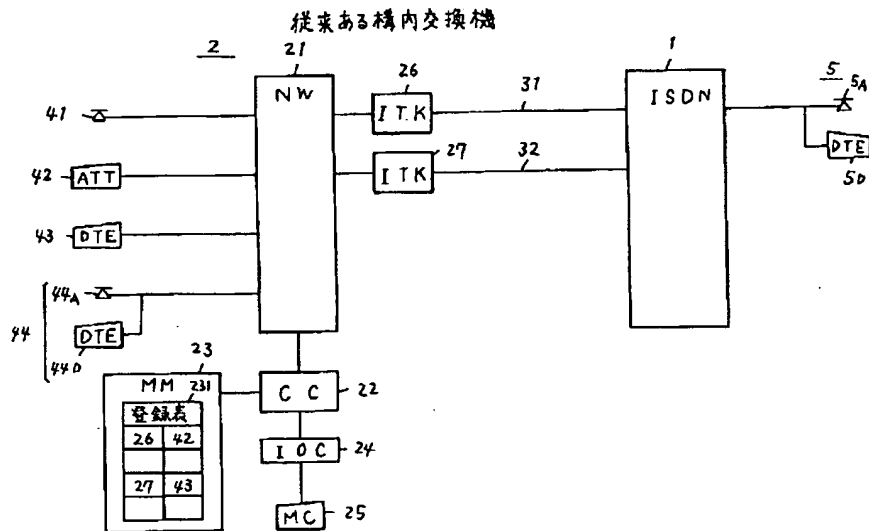 従来ある構内交換機
2
21
NW
26
ITK
31
1
ISDN
5
5A
DTE
5D
41
42
ATT
27
ITK
32
43
DTE
44
44A
DTE
44D
23
MM
231
登録表
26 42
27 43
CC
22
IOC
24
MC
25